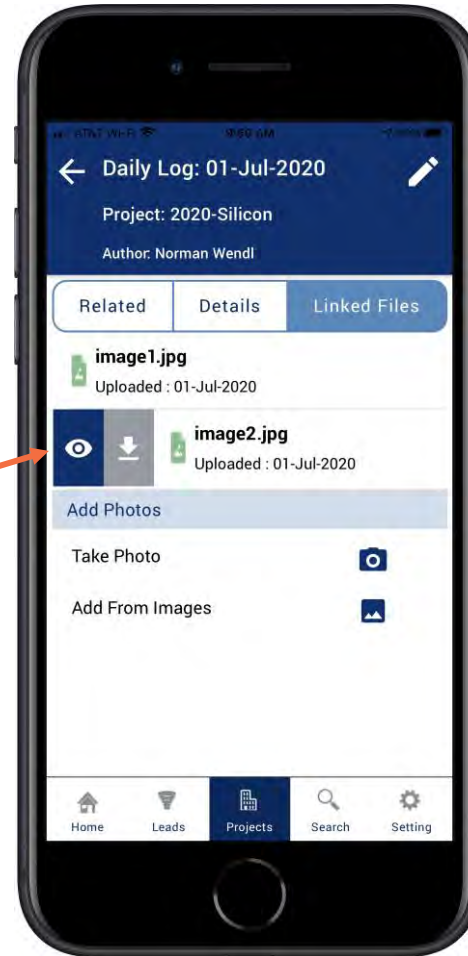 Daily Log: 01-Jul-2020
Project: 2020-Silicon
Author: Norman Wendl
Related Details Linked Files
image1.jpg
Uploaded : 01-Jul-2020
image2.jpg
Uploaded : 01-Jul-2020
Add Photos
Take Photo
Add From Images
Home Leads Projects Search Setting